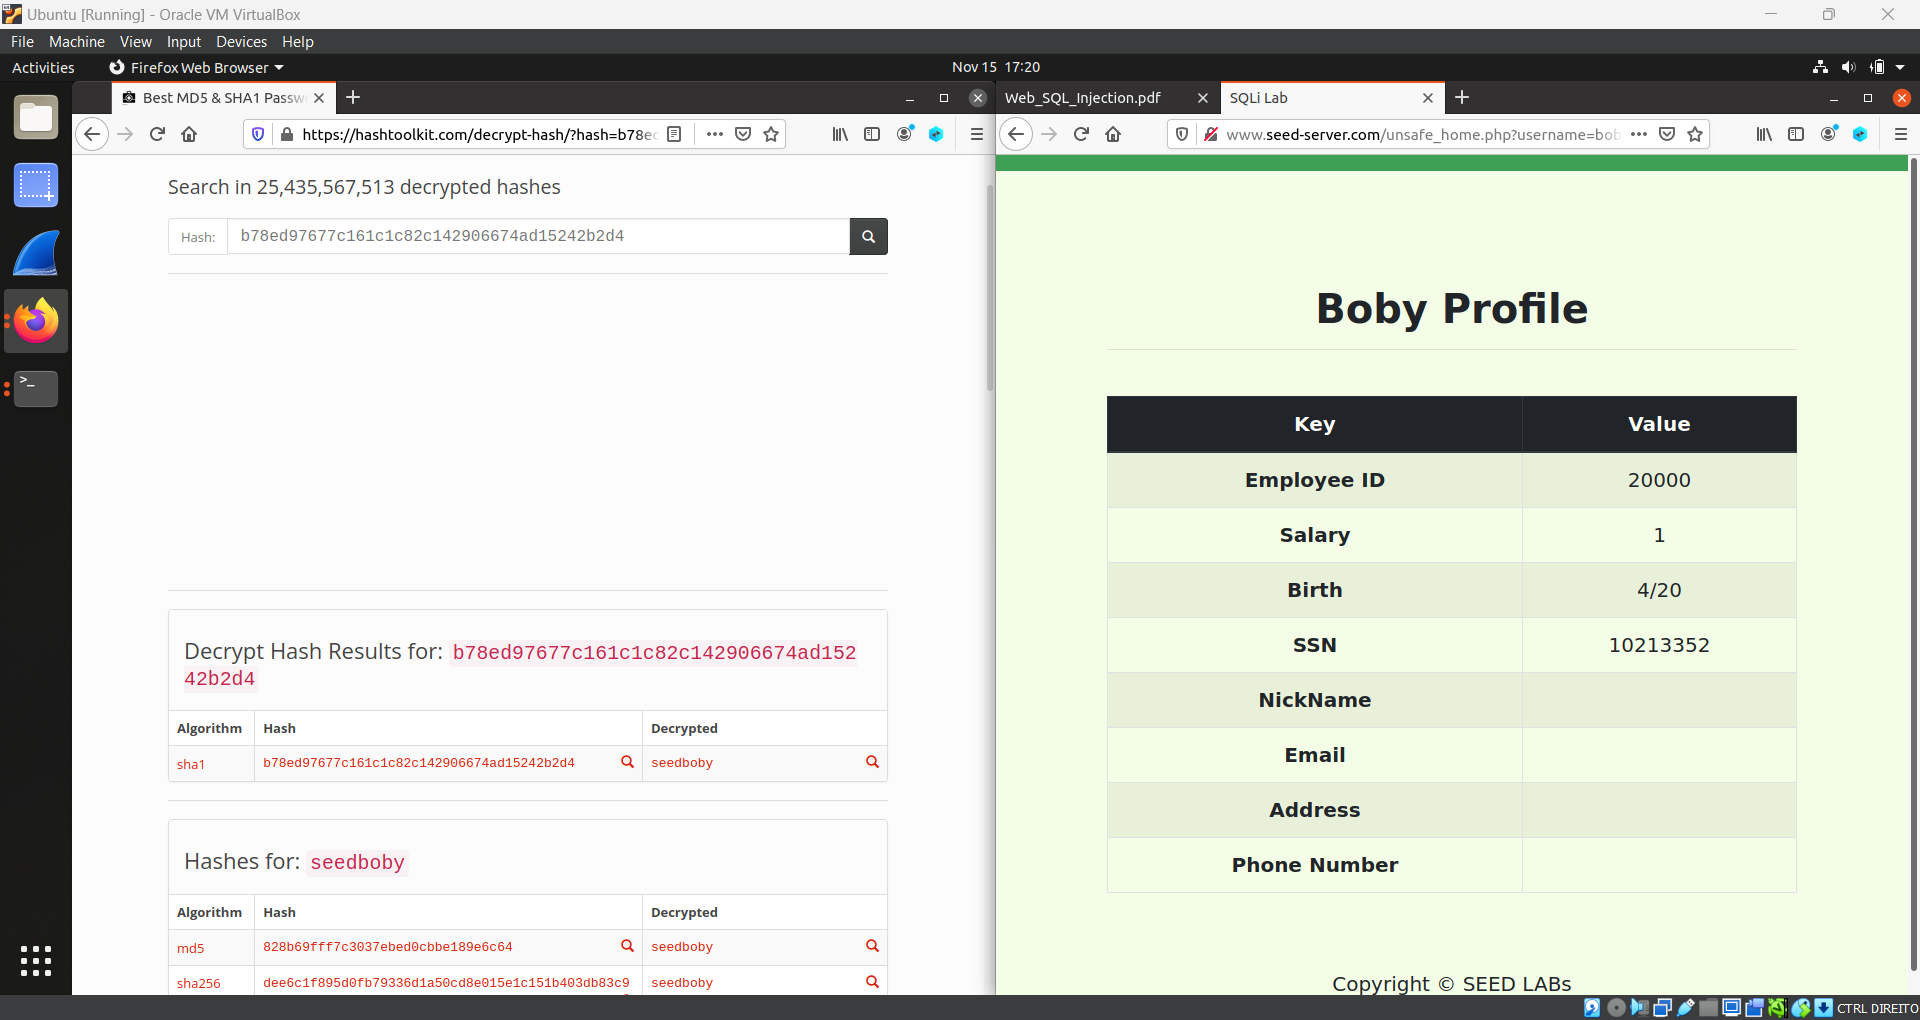 Ubuntu [Running] - Oracle VM VirtualBox
File Machine View Input Devices Help
Activities Firefox Web Browser Nov 15 17:20
Best MD5 & SHA1 Passw
https://hashtoolkit.com/decrypt-hash/?hash=b78e
Search in 25,435,567,513 decrypted hashes
Hash: b78ed97677c161c1c82c142906674ad15242b2d4
Decrypt Hash Results for: b78ed97677c161c1c82c142906674ad152
42b2d4
Algorithm Hash Decrypted
sha1 b78ed97677c161c1c82c142906674ad15242b2d4 seedboby
Hashes for: seedboby
Algorithm Hash Decrypted
md5 828b69fff7c3037ebed0cbbe189e6c64 seedboby
sha256 dee6c1f895d0fb79336d1a50cd8e015e1c151b403db83c9 seedboby
Web_SQL_Injection.pdf SQLi Lab
www.seed-server.com/unsafe_home.php?username=bob
Boby Profile
Key Value
Employee ID 20000
Salary 1
Birth 4/20
SSN 10213352
NickName
Email
Address
Phone Number
Copyright © SEED LABs
CTRL DIREITO